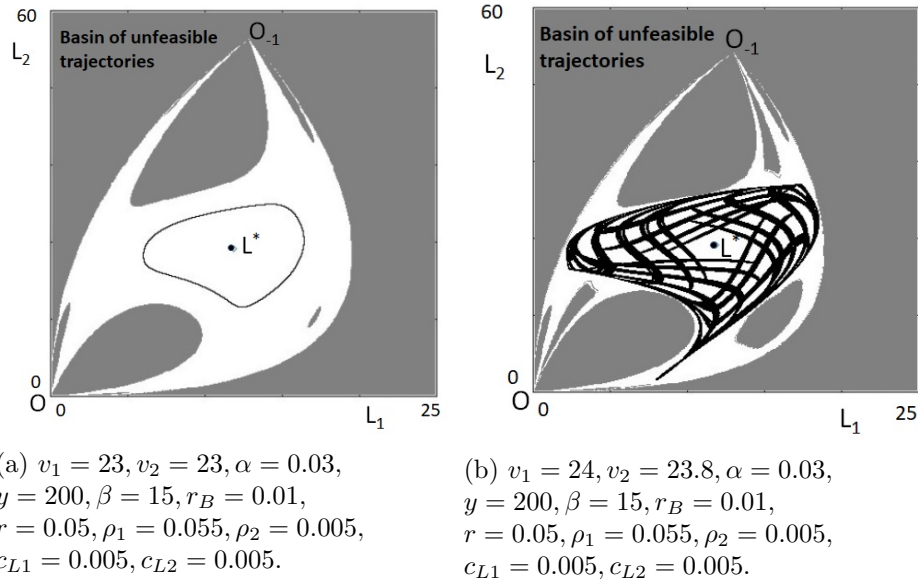 60
Basin of unfeasible
trajectories
O-1
L2
L*
0
O
0
25
L1
60
Basin of unfeasible
trajectories
O-1
L2
L*
0
O
0
25
L1
(a) v1 = 23, v2 = 23, α = 0.03,
y = 200, β = 15, rB = 0.01,
r = 0.05, ρ1 = 0.055, ρ2 = 0.005,
cL1 = 0.005, cL2 = 0.005.
(b) v1 = 24, v2 = 23.8, α = 0.03,
y = 200, β = 15, rB = 0.01,
r = 0.05, ρ1 = 0.055, ρ2 = 0.005,
cL1 = 0.005, cL2 = 0.005.